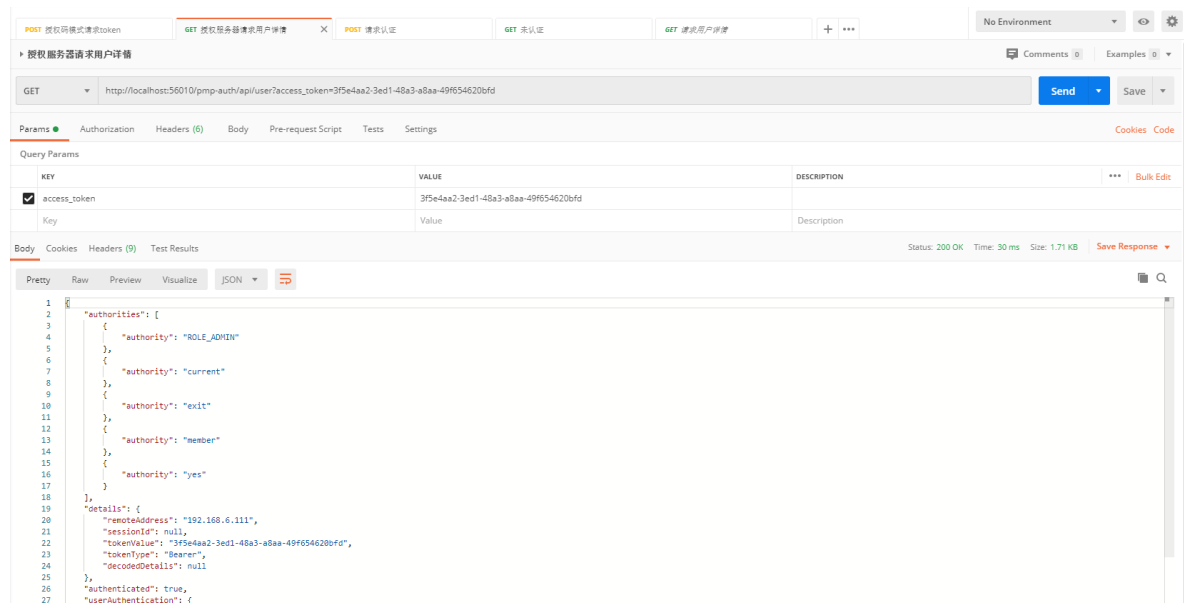 POST 授权码模式请求token
GET 授权服务器请求用户详情
POST 请求认证
GET 未认证
GET 请求用户详情
No Environment
授权服务器请求用户详情
Comments 0
Examples 0
GET
http://localhost:56010/pmp-auth/api/user?access_token=3f5e4aa2-3ed1-48a3-a8aa-49f654620bfd
Send
Save
Params
Authorization
Headers (6)
Body
Pre-request Script
Tests
Settings
Cookies
Code
Query Params
KEY
VALUE
DESCRIPTION
Bulk Edit
access_token
3f5e4aa2-3ed1-48a3-a8aa-49f654620bfd
Key
Value
Description
Body
Cookies
Headers (9)
Test Results
Status: 200 OK
Time: 30 ms
Size: 1.71 KB
Save Response
Pretty
Raw
Preview
Visualize
JSON
1 {
2 "authorities": [
3 {
4 "authority": "ROLE_ADMIN"
5 },
6 {
7 "authority": "current"
8 },
9 {
10 "authority": "exit"
11 },
12 {
13 "authority": "member"
14 },
15 {
16 "authority": "yes"
17 }
18 ],
19 "details": {
20 "remoteAddress": "192.168.6.111",
21 "sessionId": null,
22 "tokenValue": "3f5e4aa2-3ed1-48a3-a8aa-49f654620bfd",
23 "tokenType": "Bearer",
24 "decodedDetails": null
25 },
26 "authenticated": true,
27 "userAuthentication": {